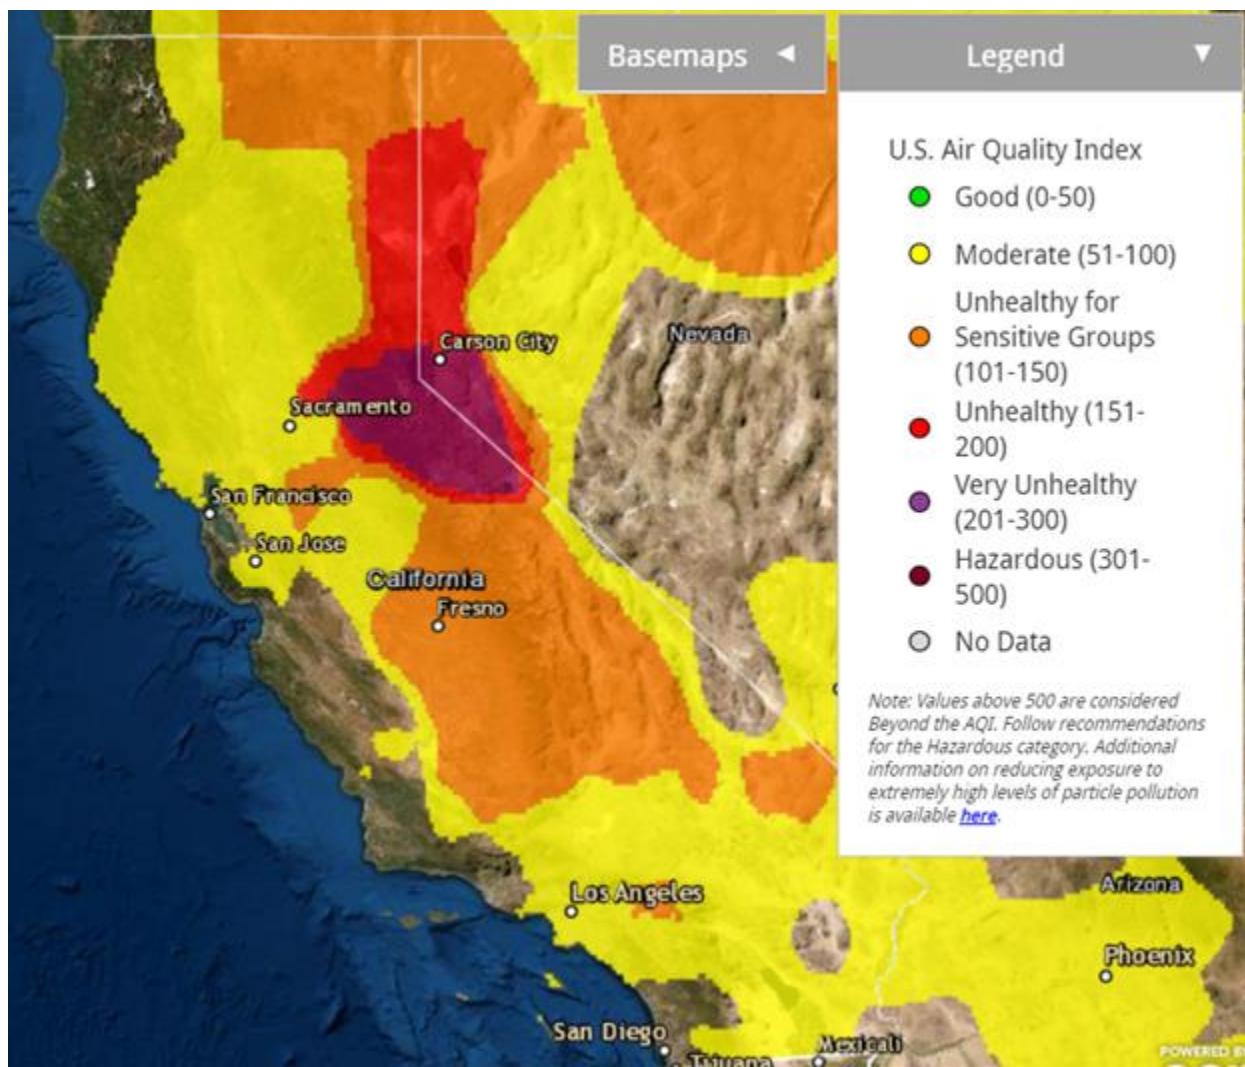 Basemaps
Legend
U.S. Air Quality Index
Good (0-50)
Moderate (51-100)
Unhealthy for
Sensitive Groups
(101-150)
Unhealthy (151-
200)
Very Unhealthy
(201-300)
Hazardous (301-
500)
No Data
Note: Values above 500 are considered
Beyond the AQI. Follow recommendations
for the Hazardous category. Additional
information on reducing exposure to
extremely high levels of particle pollution
is available here.
Nevada
Carson City
Sacramento
San Francisco
San Jose
California
Fresno
Los Angeles
Arizona
Phoenix
San Diego
Mexicali
Tijuana
POWERED BY